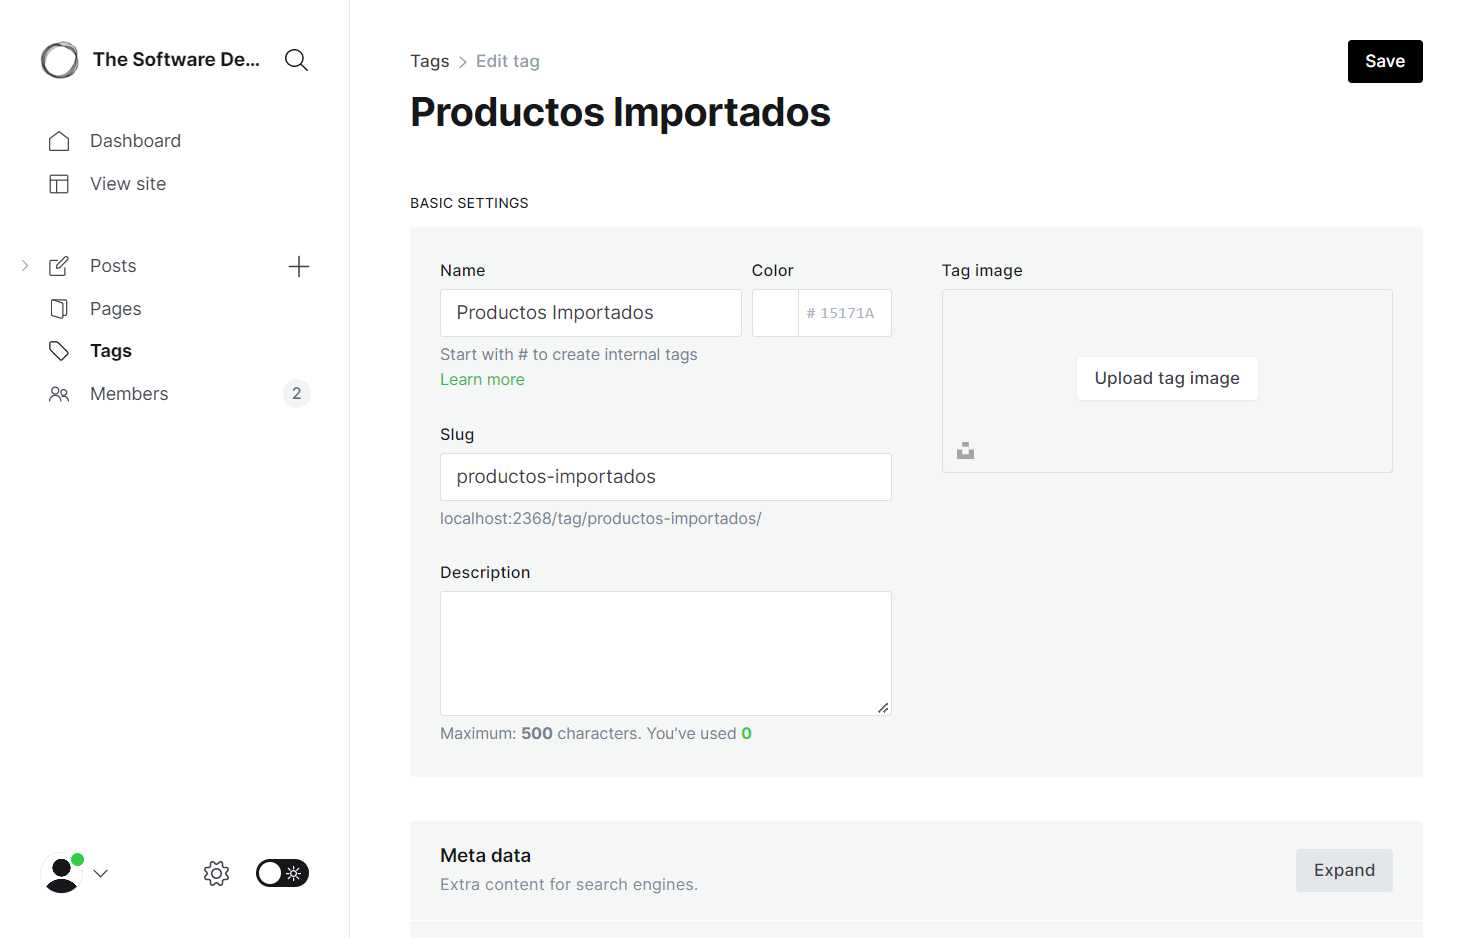 The Software De...
Dashboard
View site
Posts
Pages
Tags
Members
2
Tags > Edit tag
Save
Productos Importados
BASIC SETTINGS
Name
Productos Importados
Start with # to create internal tags
Learn more
Color
# 15171A
Slug
productos-importados
localhost:2368/tag/productos-importados/
Description
Maximum: 500 characters. You’ve used 0
Tag image
Upload tag image
Meta data
Extra content for search engines.
Expand